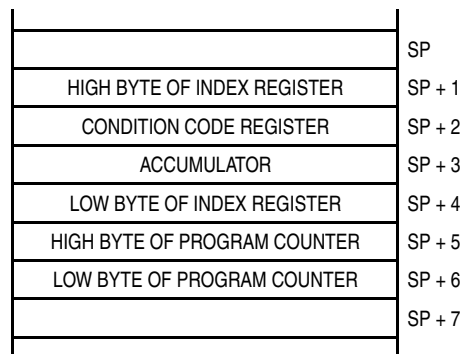 SP
HIGH BYTE OF INDEX REGISTER SP + 1
CONDITION CODE REGISTER SP + 2
ACCUMULATOR SP + 3
LOW BYTE OF INDEX REGISTER SP + 4
HIGH BYTE OF PROGRAM COUNTER SP + 5
LOW BYTE OF PROGRAM COUNTER SP + 6
SP + 7